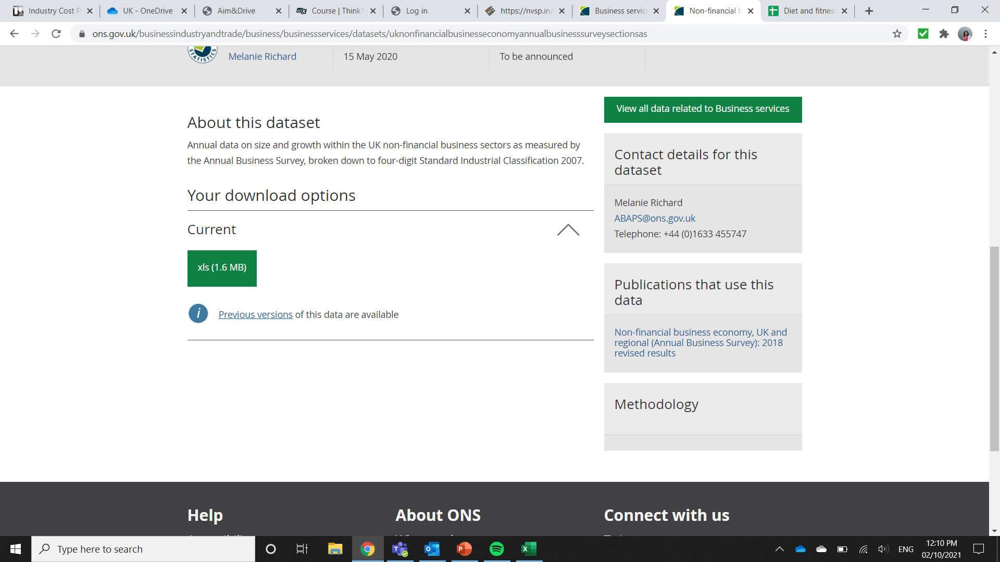 Industry Cost P
UK - OneDrive
Aim&Drive
edX
Course | Think1
Log in
https://nvsp.in/
Business servic
Non-financial b
Diet and fitnes
ons.gov.uk/businessindustryandtrade/business/businessservices/datasets/uknonfinancialbusinesseconomyannualbusinesssurveysectionsas
STATISTICS
Melanie Richard
15 May 2020
To be announced
View all data related to Business services
About this dataset
Annual data on size and growth within the UK non-financial business sectors as measured by
the Annual Business Survey, broken down to four-digit Standard Industrial Classification 2007.
Your download options
Current
xls (1.6 MB)
i
Previous versions of this data are available
Contact details for this
dataset
Melanie Richard
ABAPS@ons.gov.uk
Telephone: +44 (0)1633 455747
Publications that use this
data
Non-financial business economy, UK and
regional (Annual Business Survey): 2018
revised results
Methodology
Help
About ONS
Connect with us
Type here to search
ENG
12:10 PM
02/10/2021